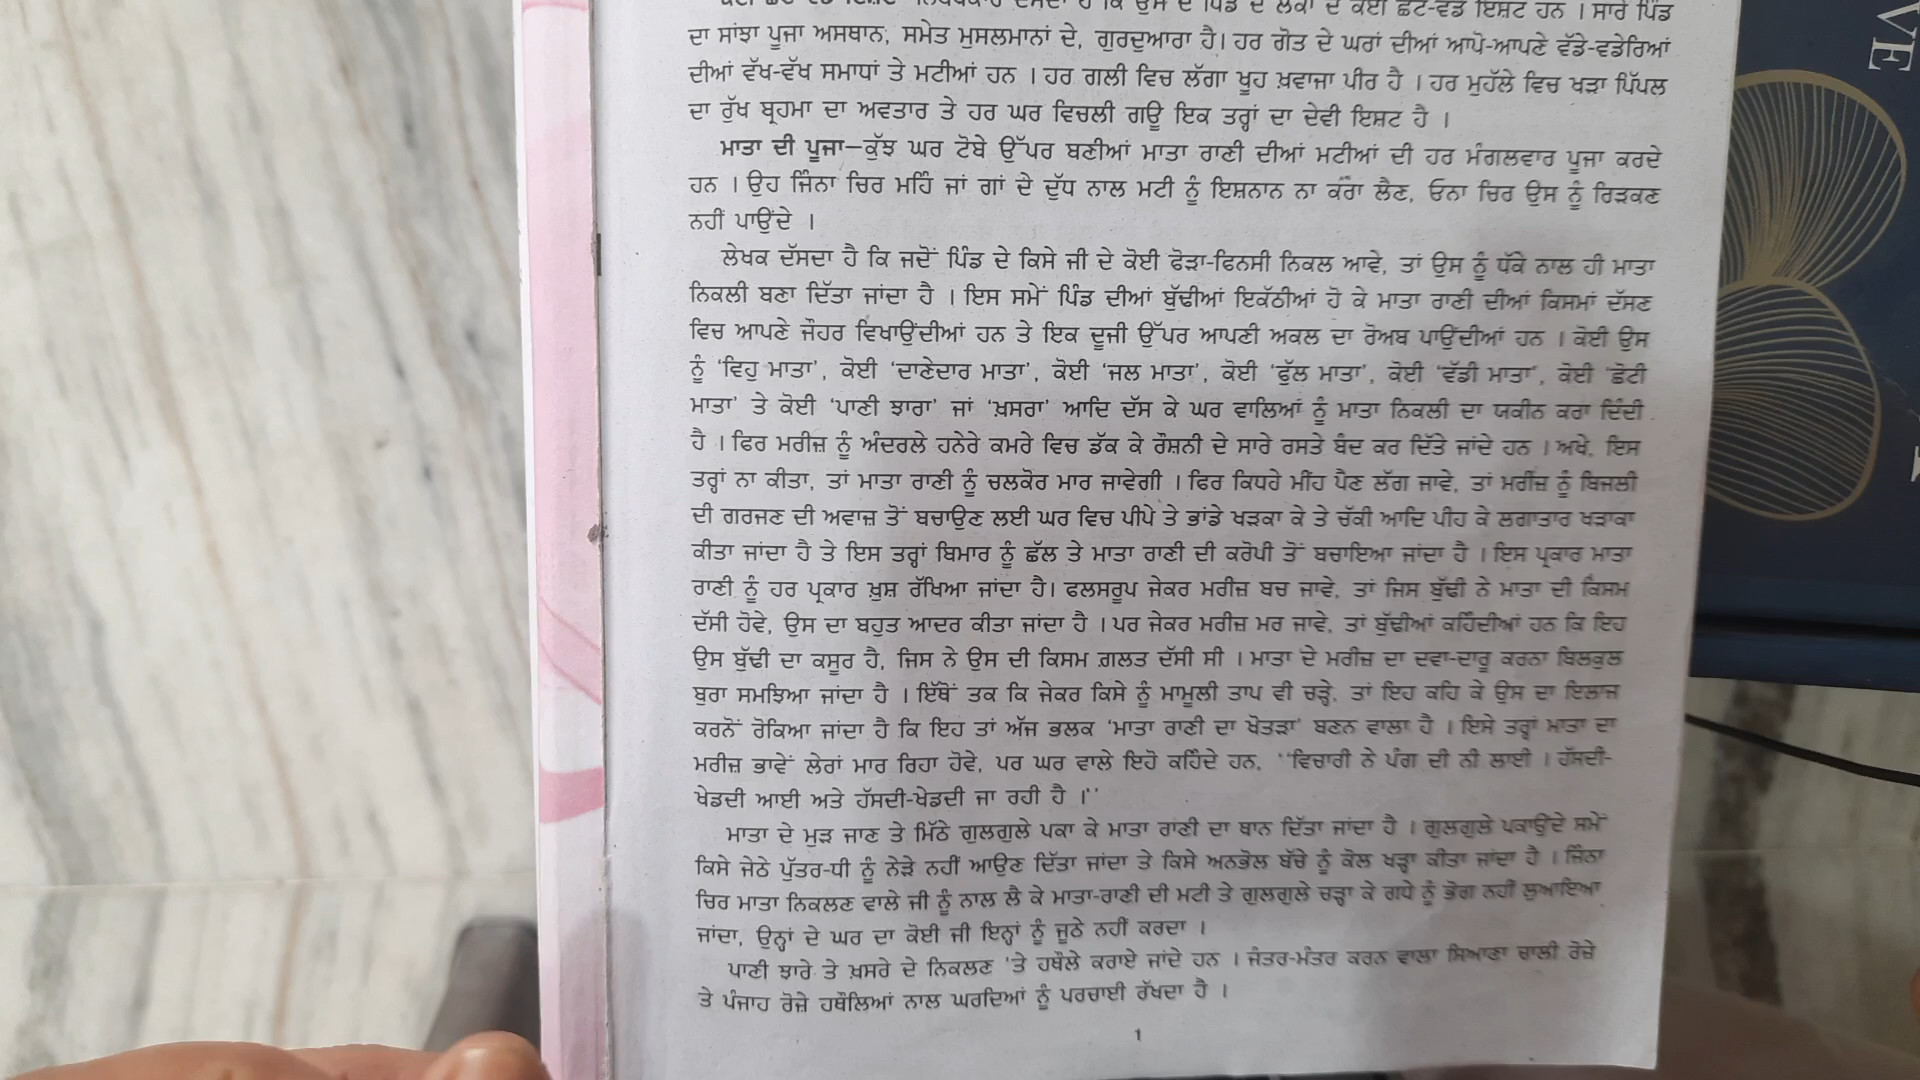 ਦੇ ਪਿੰਡ ਦੇ ਲੋਕਾਂ ਦੇ ਕਈ ਛੋਟੇ-ਵੱਡੇ ਇਸ਼ਟ ਹਨ । ਸਾਰੇ ਪਿੰਡ
ਦਾ ਸਾਂਝਾ ਪੂਜਾ ਅਸਥਾਨ, ਸਮੇਤ ਮੁਸਲਮਾਨਾਂ ਦੇ, ਗੁਰਦੁਆਰਾ ਹੈ। ਹਰ ਗੋਤ ਦੇ ਘਰਾਂ ਦੀਆਂ ਆਪੋ-ਆਪਣੇ ਵੱਡੇ-ਵਡੇਰਿਆਂ
ਦੀਆਂ ਵੱਖ-ਵੱਖ ਸਮਾਧਾਂ ਤੇ ਮਟੀਆਂ ਹਨ । ਹਰ ਗਲੀ ਵਿਚ ਲੱਗਾ ਖੂਹ ਖ਼ਵਾਜਾ ਪੀਰ ਹੈ । ਹਰ ਮੁਹੱਲੇ ਵਿਚ ਖੜਾ ਪਿੱਪਲ
ਦਾ ਰੁੱਖ ਬ੍ਰਹਮਾ ਦਾ ਅਵਤਾਰ ਤੇ ਹਰ ਘਰ ਵਿਚਲੀ ਗਊ ਇਕ ਤਰ੍ਹਾਂ ਦਾ ਦੇਵੀ ਇਸ਼ਟ ਹੈ ।
ਮਾਤਾ ਦੀ ਪੂਜਾ—ਕੁੱਝ ਘਰ ਟੋਬੇ ਉੱਪਰ ਬਣੀਆਂ ਮਾਤਾ ਰਾਣੀ ਦੀਆਂ ਮਟੀਆਂ ਦੀ ਹਰ ਮੰਗਲਵਾਰ ਪੂਜਾ ਕਰਦੇ
ਹਨ । ਉਹ ਜਿੰਨਾ ਚਿਰ ਮਹਿੰ ਜਾਂ ਗਾਂ ਦੇ ਦੁੱਧ ਨਾਲ ਮਟੀ ਨੂੰ ਇਸ਼ਨਾਨ ਨਾ ਕਰਾ ਲੈਣ, ਓਨਾ ਚਿਰ ਉਸ ਨੂੰ ਰਿੜਕਣ
ਨਹੀਂ ਪਾਉਂਦੇ ।
ਲੇਖਕ ਦੱਸਦਾ ਹੈ ਕਿ ਜਦੋਂ ਪਿੰਡ ਦੇ ਕਿਸੇ ਜੀ ਦੇ ਕੋਈ ਫੋੜਾ-ਫਿਨਸੀ ਨਿਕਲ ਆਵੇ, ਤਾਂ ਉਸ ਨੂੰ ਧੱਕੇ ਨਾਲ ਹੀ ਮਾਤਾ
ਨਿਕਲੀ ਬਣਾ ਦਿੱਤਾ ਜਾਂਦਾ ਹੈ । ਇਸ ਸਮੇਂ ਪਿੰਡ ਦੀਆਂ ਬੁੱਢੀਆਂ ਇਕੱਠੀਆਂ ਹੋ ਕੇ ਮਾਤਾ ਰਾਣੀ ਦੀਆਂ ਕਿਸਮਾਂ ਦੱਸਣ
ਵਿਚ ਆਪਣੇ ਜੌਹਰ ਵਿਖਾਉਂਦੀਆਂ ਹਨ ਤੇ ਇਕ ਦੂਜੀ ਉੱਪਰ ਆਪਣੀ ਅਕਲ ਦਾ ਰੋਅਬ ਪਾਉਂਦੀਆਂ ਹਨ । ਕੋਈ ਉਸ
ਨੂੰ 'ਵਿਹੁ ਮਾਤਾ', ਕੋਈ 'ਦਾਣੇਦਾਰ ਮਾਤਾ', ਕੋਈ 'ਜਲ ਮਾਤਾ', ਕੋਈ 'ਫੁੱਲ ਮਾਤਾ', ਕੋਈ 'ਵੱਡੀ ਮਾਤਾ', ਕੋਈ 'ਛੋਟੀ
ਮਾਤਾ' ਤੇ ਕੋਈ 'ਪਾਣੀ ਝਾਰਾ' ਜਾਂ 'ਖ਼ਸਰਾ' ਆਦਿ ਦੱਸ ਕੇ ਘਰ ਵਾਲਿਆਂ ਨੂੰ ਮਾਤਾ ਨਿਕਲੀ ਦਾ ਯਕੀਨ ਕਰਾ ਦਿੰਦੀ
ਹੈ । ਫਿਰ ਮਰੀਜ਼ ਨੂੰ ਅੰਦਰਲੇ ਹਨੇਰੇ ਕਮਰੇ ਵਿਚ ਡੱਕ ਕੇ ਰੌਸ਼ਨੀ ਦੇ ਸਾਰੇ ਰਸਤੇ ਬੰਦ ਕਰ ਦਿੱਤੇ ਜਾਂਦੇ ਹਨ । ਅਖੇ, ਇਸ
ਤਰ੍ਹਾਂ ਨਾ ਕੀਤਾ, ਤਾਂ ਮਾਤਾ ਰਾਣੀ ਨੂੰ ਚਲਕੋਰ ਮਾਰ ਜਾਵੇਗੀ । ਫਿਰ ਕਿਧਰੇ ਮੀਂਹ ਪੈਣ ਲੱਗ ਜਾਵੇ, ਤਾਂ ਮਰੀਜ਼ ਨੂੰ ਬਿਜਲੀ
ਦੀ ਗਰਜਣ ਦੀ ਅਵਾਜ਼ ਤੋਂ ਬਚਾਉਣ ਲਈ ਘਰ ਵਿਚ ਪੀਪੇ ਤੇ ਭਾਂਡੇ ਖੜਕਾ ਕੇ ਤੇ ਚੱਕੀ ਆਦਿ ਪੀਹ ਕੇ ਲਗਾਤਾਰ ਖੜਾਕਾ
ਕੀਤਾ ਜਾਂਦਾ ਹੈ ਤੇ ਇਸ ਤਰ੍ਹਾਂ ਬਿਮਾਰ ਨੂੰ ਛੱਲ ਤੇ ਮਾਤਾ ਰਾਣੀ ਦੀ ਕਰੋਪੀ ਤੋਂ ਬਚਾਇਆ ਜਾਂਦਾ ਹੈ । ਇਸ ਪ੍ਰਕਾਰ ਮਾਤਾ
ਰਾਣੀ ਨੂੰ ਹਰ ਪ੍ਰਕਾਰ ਖ਼ੁਸ਼ ਰੱਖਿਆ ਜਾਂਦਾ ਹੈ। ਫਲਸਰੂਪ ਜੇਕਰ ਮਰੀਜ਼ ਬਚ ਜਾਵੇ, ਤਾਂ ਜਿਸ ਬੁੱਢੀ ਨੇ ਮਾਤਾ ਦੀ ਕਿਸਮ
ਦੱਸੀ ਹੋਵੇ, ਉਸ ਦਾ ਬਹੁਤ ਆਦਰ ਕੀਤਾ ਜਾਂਦਾ ਹੈ । ਪਰ ਜੇਕਰ ਮਰੀਜ਼ ਮਰ ਜਾਵੇ, ਤਾਂ ਬੁੱਢੀਆਂ ਕਹਿੰਦੀਆਂ ਹਨ ਕਿ ਇਹ
ਉਸ ਬੁੱਢੀ ਦਾ ਕਸੂਰ ਹੈ, ਜਿਸ ਨੇ ਉਸ ਦੀ ਕਿਸਮ ਗ਼ਲਤ ਦੱਸੀ ਸੀ । ਮਾਤਾ ਦੇ ਮਰੀਜ਼ ਦਾ ਦਵਾ-ਦਾਰੂ ਕਰਨਾ ਬਿਲਕੁਲ
ਬੁਰਾ ਸਮਝਿਆ ਜਾਂਦਾ ਹੈ । ਇੱਥੋਂ ਤਕ ਕਿ ਜੇਕਰ ਕਿਸੇ ਨੂੰ ਮਾਮੂਲੀ ਤਾਪ ਵੀ ਚੜ੍ਹੇ, ਤਾਂ ਇਹ ਕਹਿ ਕੇ ਉਸ ਦਾ ਇਲਾਜ
ਕਰਨੋਂ ਰੋਕਿਆ ਜਾਂਦਾ ਹੈ ਕਿ ਇਹ ਤਾਂ ਅੱਜ ਭਲਕ 'ਮਾਤਾ ਰਾਣੀ ਦਾ ਖੋਤੜਾ' ਬਣਨ ਵਾਲਾ ਹੈ । ਇਸੇ ਤਰ੍ਹਾਂ ਮਾਤਾ ਦਾ
ਮਰੀਜ਼ ਭਾਵੇਂ ਲੇਰਾਂ ਮਾਰ ਰਿਹਾ ਹੋਵੇ, ਪਰ ਘਰ ਵਾਲੇ ਇਹੋ ਕਹਿੰਦੇ ਹਨ, ''ਵਿਚਾਰੀ ਨੇ ਪੰਗ ਦੀ ਨੀ ਲਾਈ । ਹੱਸਦੀ-
ਖੇਡਦੀ ਆਈ ਅਤੇ ਹੱਸਦੀ-ਖੇਡਦੀ ਜਾ ਰਹੀ ਹੈ ।''
ਮਾਤਾ ਦੇ ਮੁੜ ਜਾਣ ਤੇ ਮਿੱਠੇ ਗੁਲਗੁਲੇ ਪਕਾ ਕੇ ਮਾਤਾ ਰਾਣੀ ਦਾ ਥਾਨ ਦਿੱਤਾ ਜਾਂਦਾ ਹੈ । ਗੁਲਗੁਲੇ ਪਕਾਉਂਦੇ ਸਮੇਂ
ਕਿਸੇ ਜੇਠੇ ਪੁੱਤਰ-ਧੀ ਨੂੰ ਨੇੜੇ ਨਹੀਂ ਆਉਣ ਦਿੱਤਾ ਜਾਂਦਾ ਤੇ ਕਿਸੇ ਅਨਭੋਲ ਬੱਚੇ ਨੂੰ ਕੋਲ ਖੜ੍ਹਾ ਕੀਤਾ ਜਾਂਦਾ ਹੈ । ਜਿੰਨਾ
ਚਿਰ ਮਾਤਾ ਨਿਕਲਣ ਵਾਲੇ ਜੀ ਨੂੰ ਨਾਲ ਲੈ ਕੇ ਮਾਤਾ-ਰਾਣੀ ਦੀ ਮਟੀ ਤੇ ਗੁਲਗੁਲੇ ਚੜ੍ਹਾ ਕੇ ਗਧੇ ਨੂੰ ਭੋਗ ਨਹੀਂ ਲੁਆਇਆ
ਜਾਂਦਾ, ਉਨ੍ਹਾਂ ਦੇ ਘਰ ਦਾ ਕੋਈ ਜੀ ਇਨ੍ਹਾਂ ਨੂੰ ਜੂਠੇ ਨਹੀਂ ਕਰਦਾ ।
ਪਾਣੀ ਝਾਰੇ ਤੇ ਖ਼ਸਰੇ ਦੇ ਨਿਕਲਣ 'ਤੇ ਹਥੌਲੇ ਕਰਾਏ ਜਾਂਦੇ ਹਨ । ਜੰਤਰ-ਮੰਤਰ ਕਰਨ ਵਾਲਾ ਸਿਆਣਾ ਚਾਲੀ ਰੋਜ਼ੇ
ਤੇ ਪੰਜਾਹ ਰੋਜ਼ੇ ਹਥੌਲਿਆਂ ਨਾਲ ਘਰਦਿਆਂ ਨੂੰ ਪਰਚਾਈ ਰੱਖਦਾ ਹੈ ।
1
VE